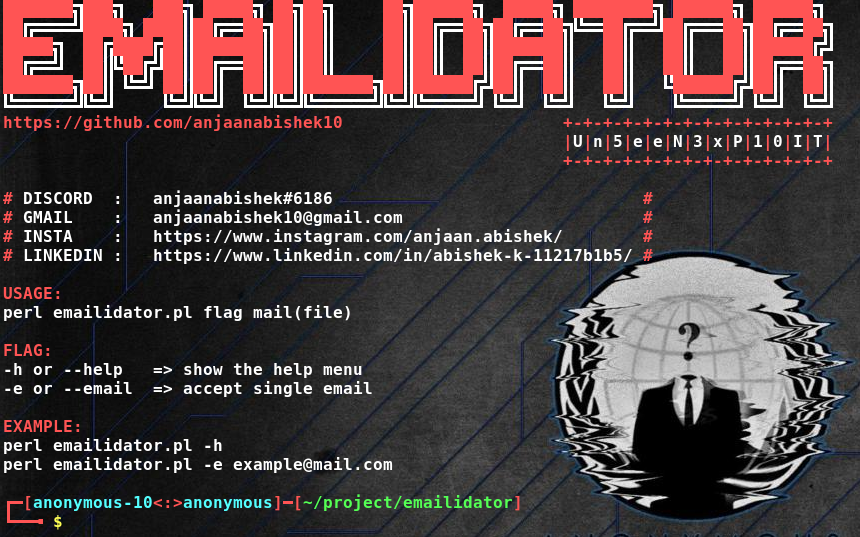 EMAILIDATOR
https://github.com/anjaanabishek10
+-+-+-+-+-+-+-+-+-+-+-+-+-+
|U|n|5|e|e|N|3|x|P|1|0|I|T|
+-+-+-+-+-+-+-+-+-+-+-+-+-+
# DISCORD  :   anjaanabishek#6186                               #
# GMAIL    :   anjaanabishek10@gmail.com                        #
# INSTA    :   https://www.instagram.com/anjaan.abishek/        #
# LINKEDIN :   https://www.linkedin.com/in/abishek-k-11217b1b5/ #
USAGE:
perl emailidator.pl flag mail(file)
FLAG:
-h or --help   => show the help menu
-e or --email  => accept single email
EXAMPLE:
perl emailidator.pl -h
perl emailidator.pl -e example@mail.com
┌─[anonymous-10<:>anonymous]─[~/project/emailidator]
└──╼ $
?